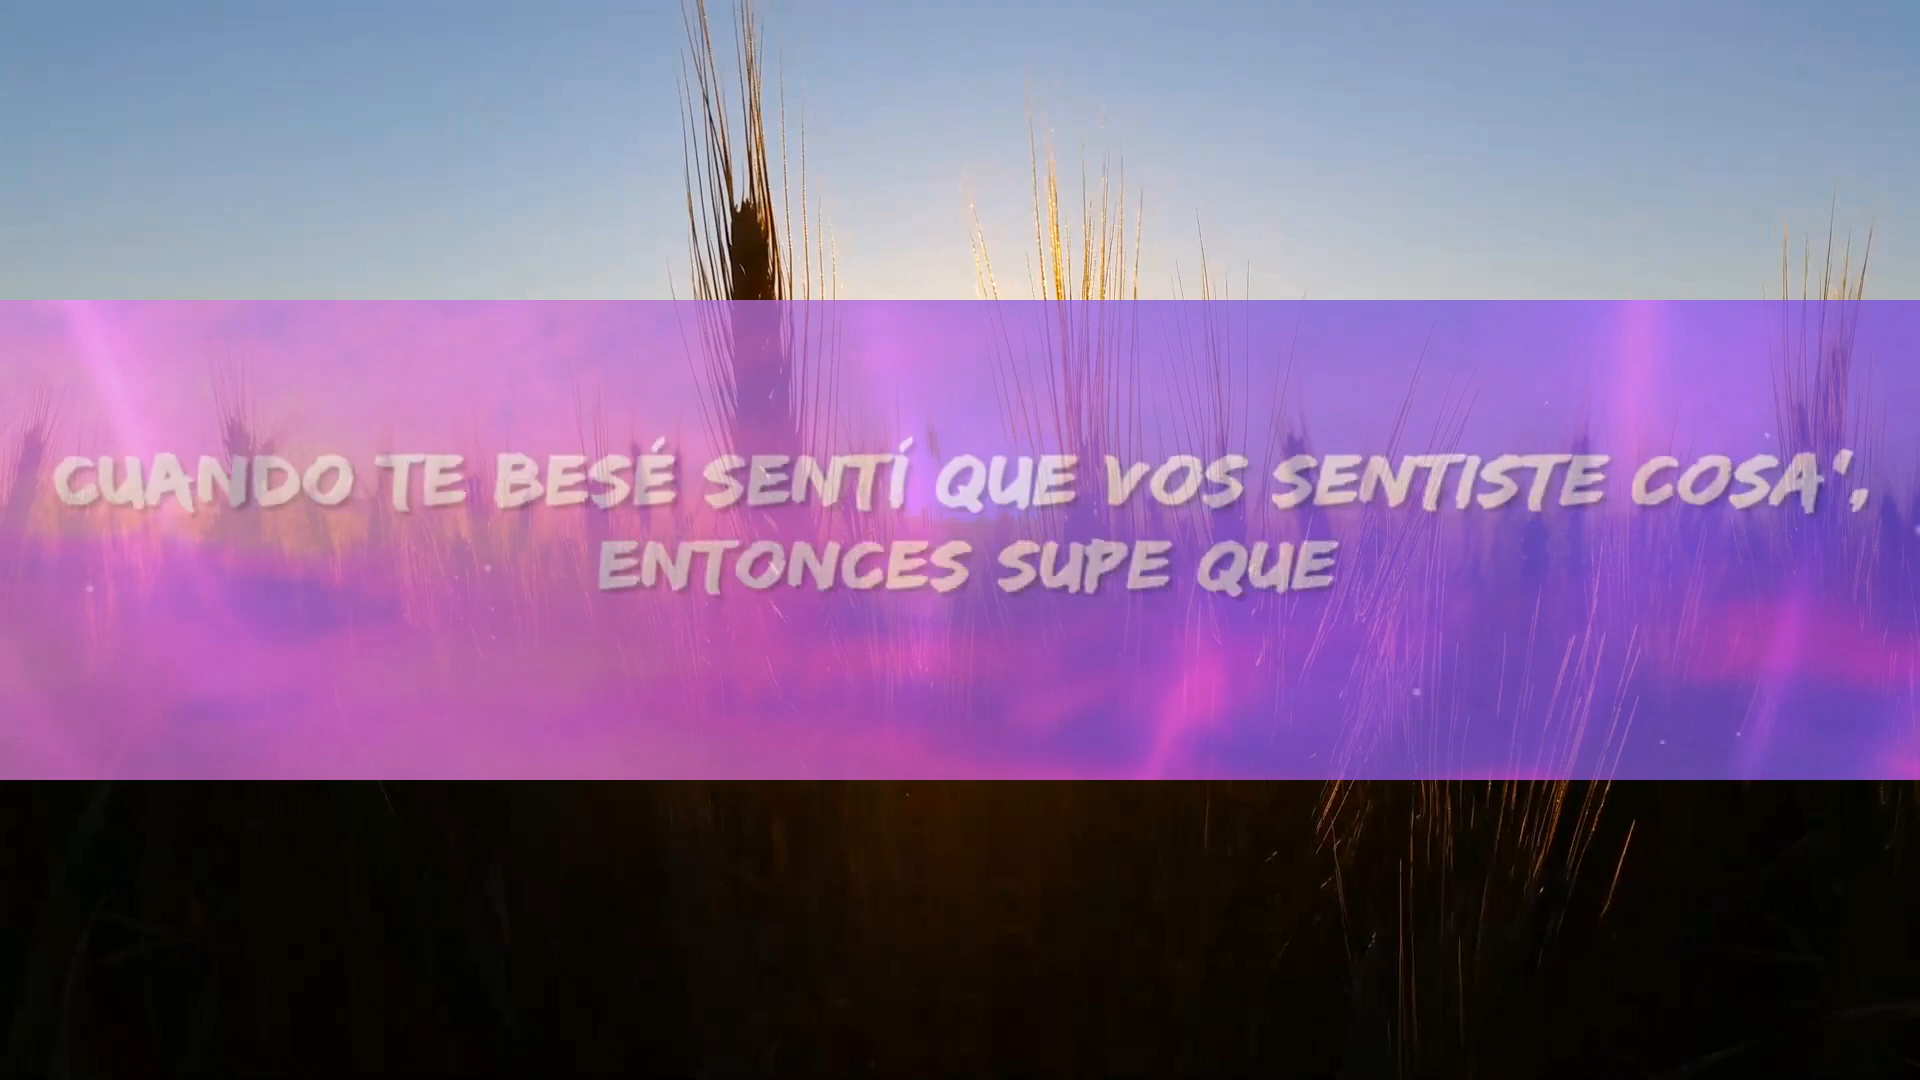 CUANDO TE BESÉ SENTÍ QUE VOS SENTISTE COSA',
ENTONCES SUPE QUE